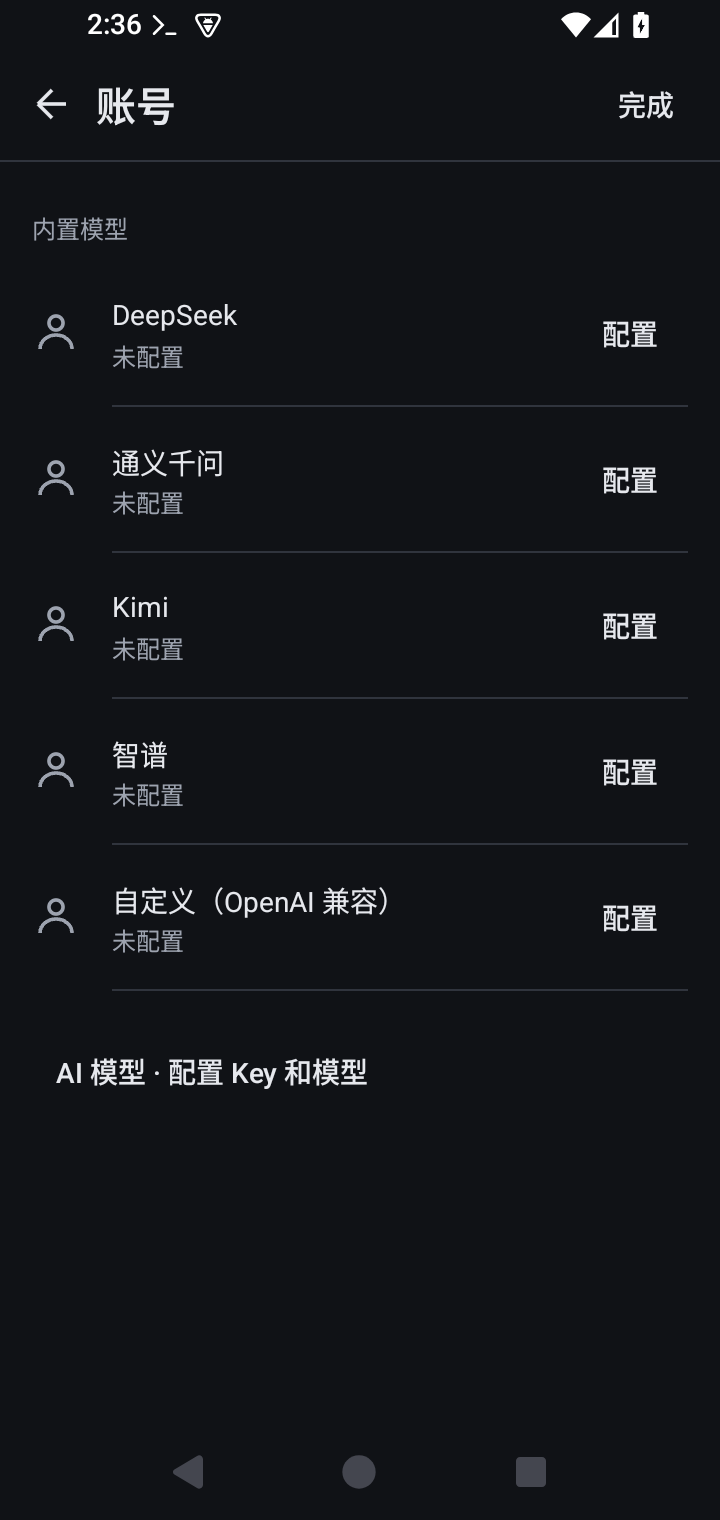 2:36
账号
完成
内置模型
DeepSeek
未配置
配置
通义千问
未配置
配置
Kimi
未配置
配置
智谱
未配置
配置
自定义（OpenAI 兼容）
未配置
配置
AI 模型 · 配置 Key 和模型